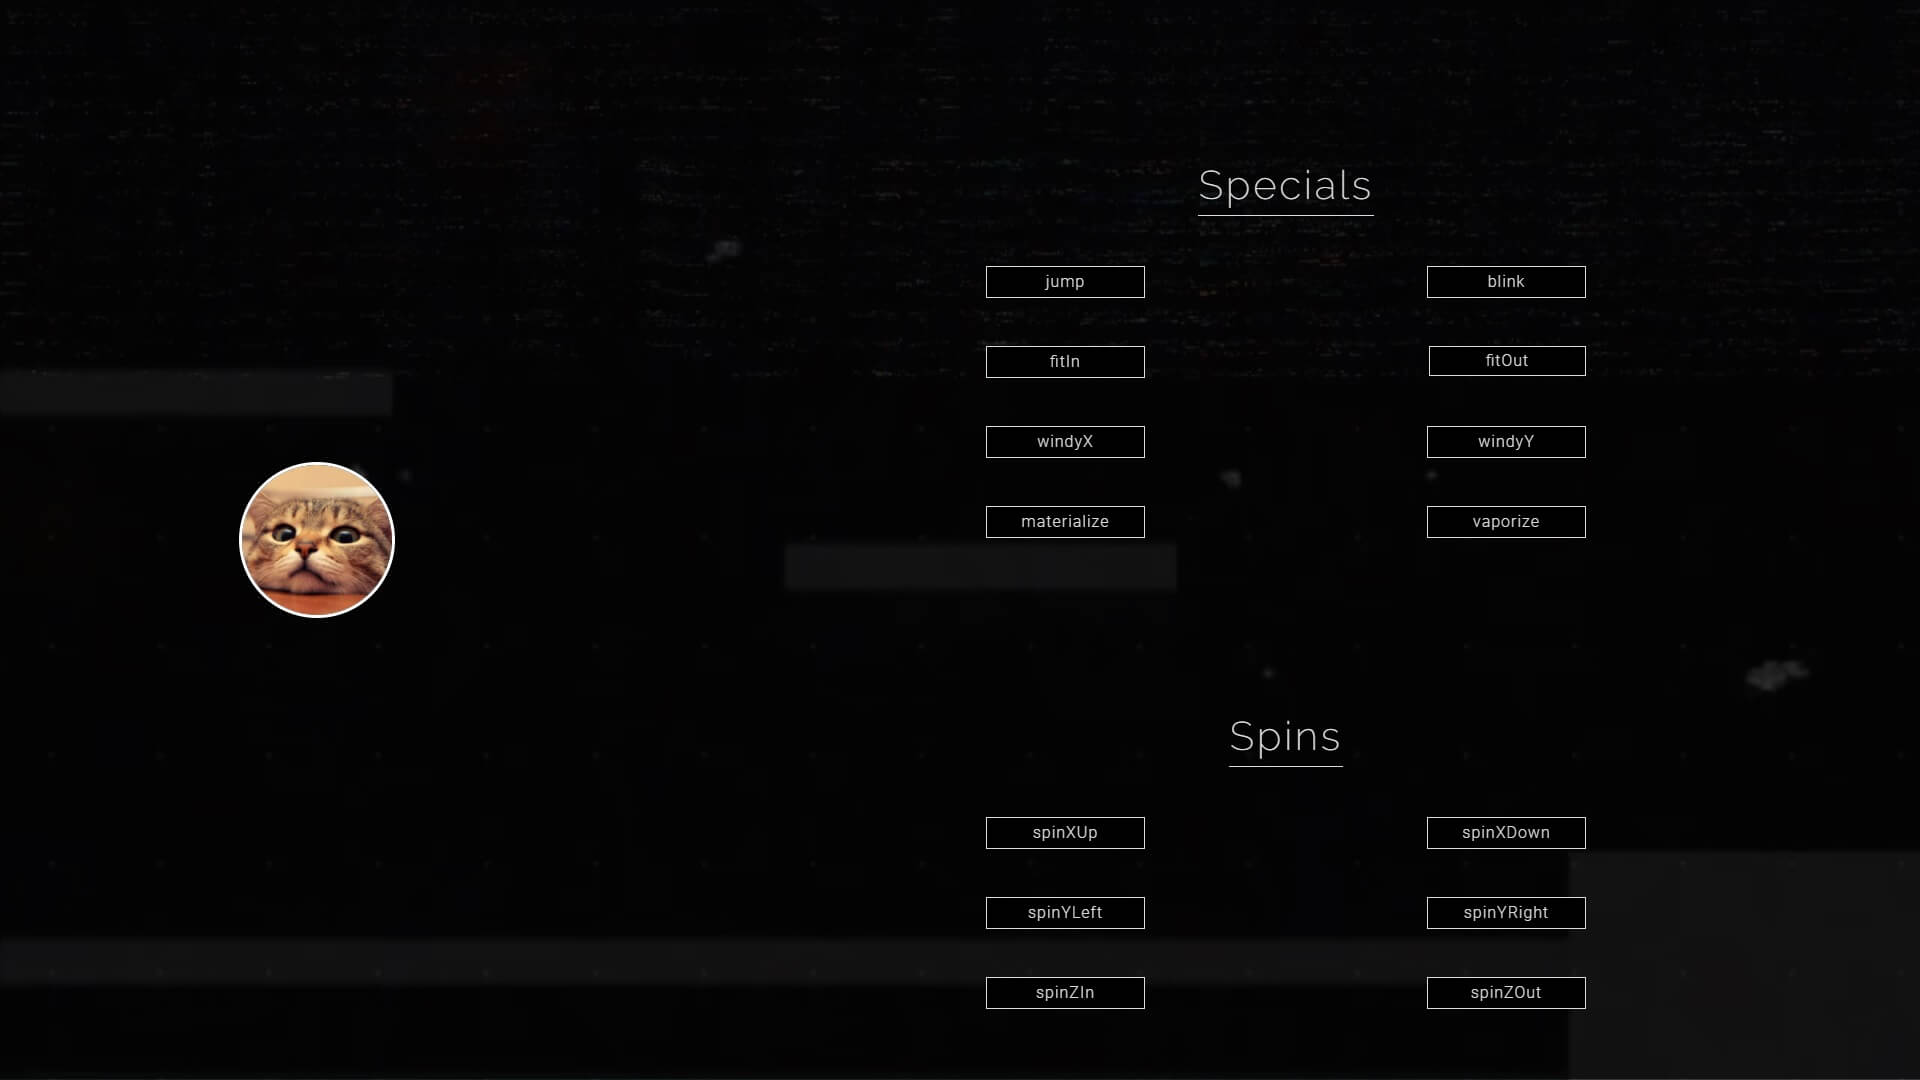 Specials
jump
blink
fitIn
fitOut
windyX
windyY
materialize
vaporize
Spins
spinXUp
spinXDown
spinYLeft
spinYRight
spinZIn
spinZOut